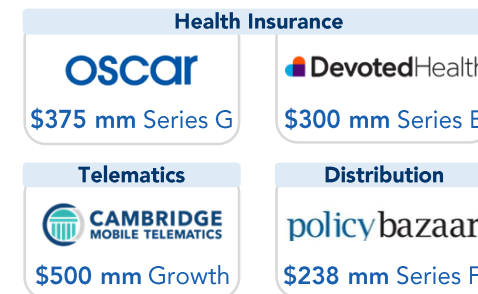 Health Insurance
oscar DevotedHealth
$375 mm Series G $300 mm Series
Telematics Distribution
CAMBRIDGE
MOBILE TELEMATICS
policybazaar
$500 mm Growth $238 mm Series F